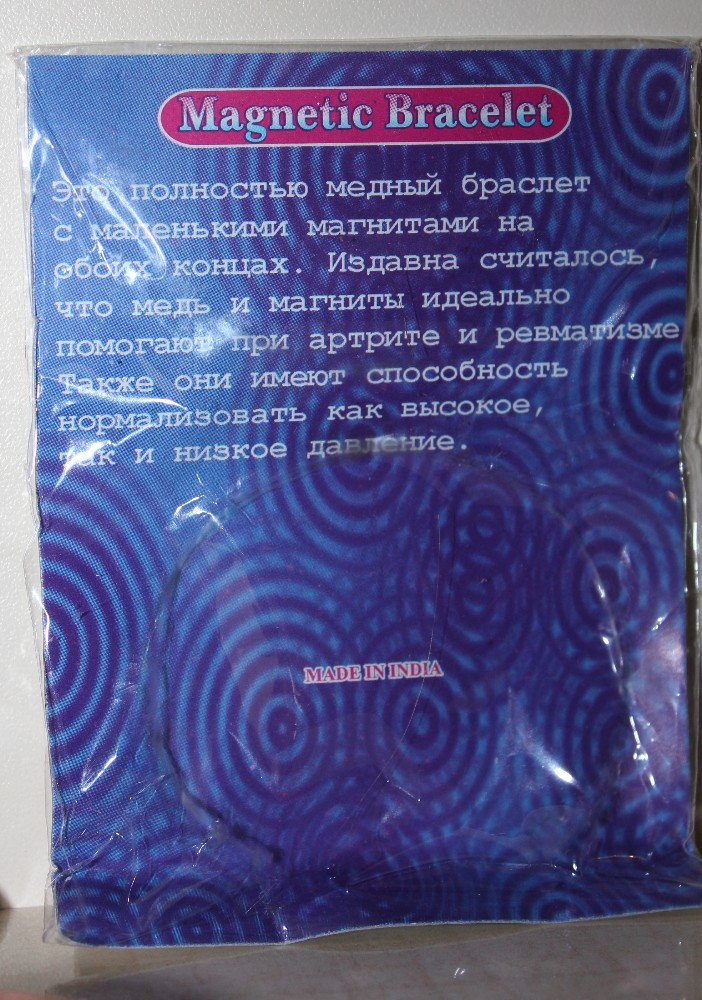 Magnetic Bracelet
Это полностью медный браслет
с маленькими магнитами на
обоих концах. Издавна считалось,
что медь и магниты идеально
помогают при артрите и ревматизме
Также они имеют способность
нормализовать как высокое,
так и низкое давление.
MADE IN INDIA